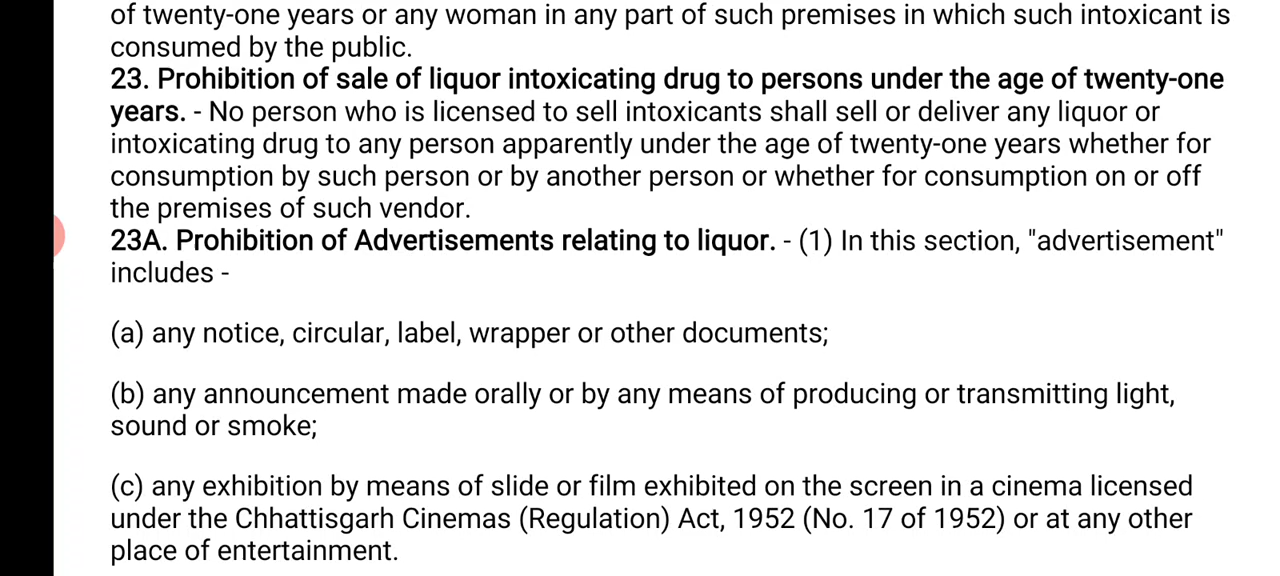 of twenty-one years or any woman in any part of such premises in which such intoxicant is
consumed by the public.
23. Prohibition of sale of liquor intoxicating drug to persons under the age of twenty-one
years. - No person who is licensed to sell intoxicants shall sell or deliver any liquor or
intoxicating drug to any person apparently under the age of twenty-one years whether for
consumption by such person or by another person or whether for consumption on or off
the premises of such vendor.
23A. Prohibition of Advertisements relating to liquor. - (1) In this section, "advertisement"
includes -
(a) any notice, circular, label, wrapper or other documents;
(b) any announcement made orally or by any means of producing or transmitting light,
sound or smoke;
(c) any exhibition by means of slide or film exhibited on the screen in a cinema licensed
under the Chhattisgarh Cinemas (Regulation) Act, 1952 (No. 17 of 1952) or at any other
place of entertainment.